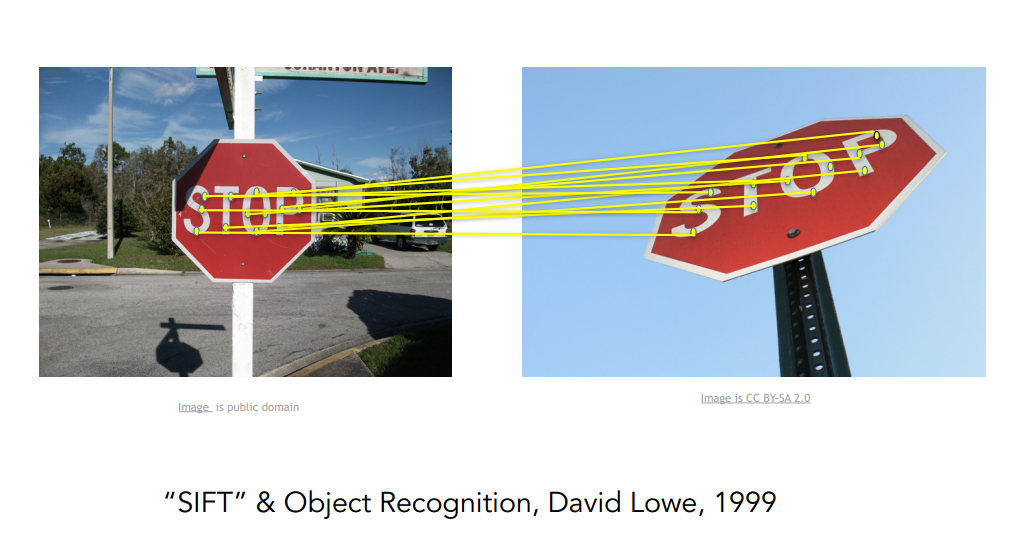 STOP
STOP
Image is public domain
Image is CC BY-SA 2.0
“SIFT” & Object Recognition, David Lowe, 1999